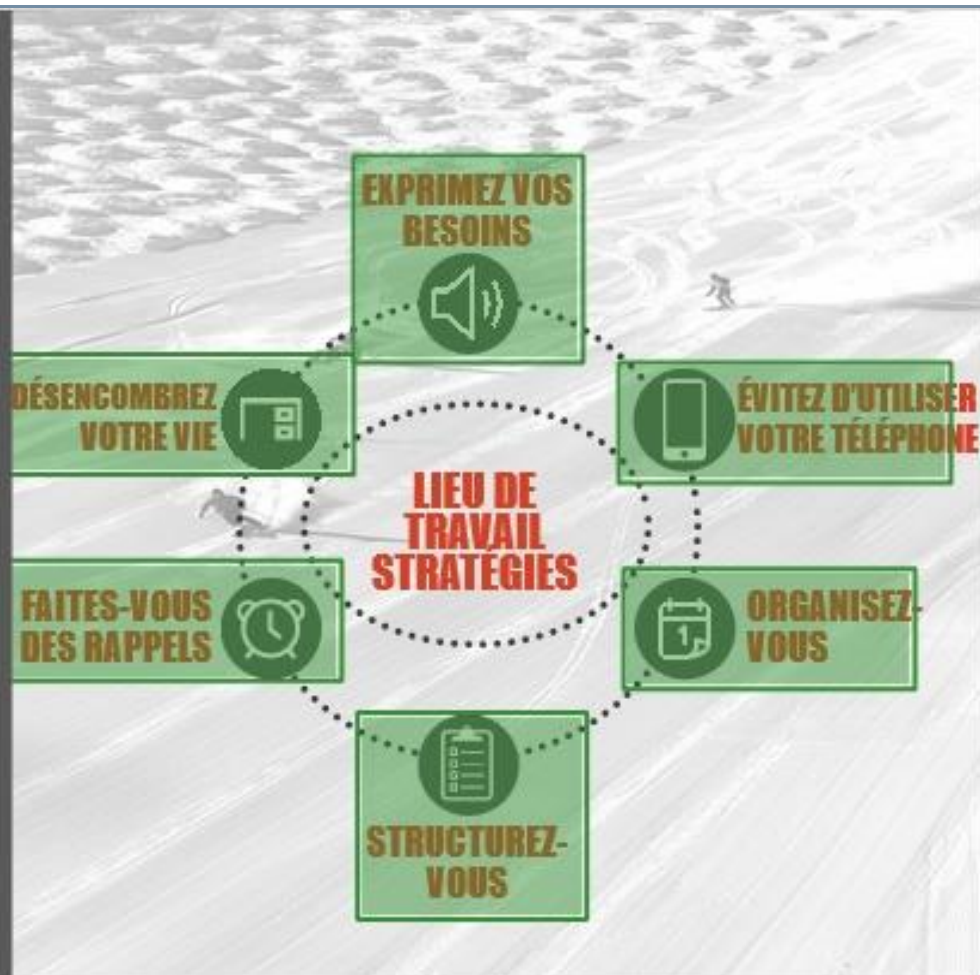 EXPRIMEZ VOS
BESOINS
DÉSENCOMBREZ
VOTRE VIE
ÉVITEZ D'UTILISER
VOTRE TÉLÉPHONE
LIEU DE
TRAVAIL
STRATÉGIES
FAITES-VOUS
DES RAPPELS
ORGANISEZ-
VOUS
1
STRUCTUREZ-
VOUS